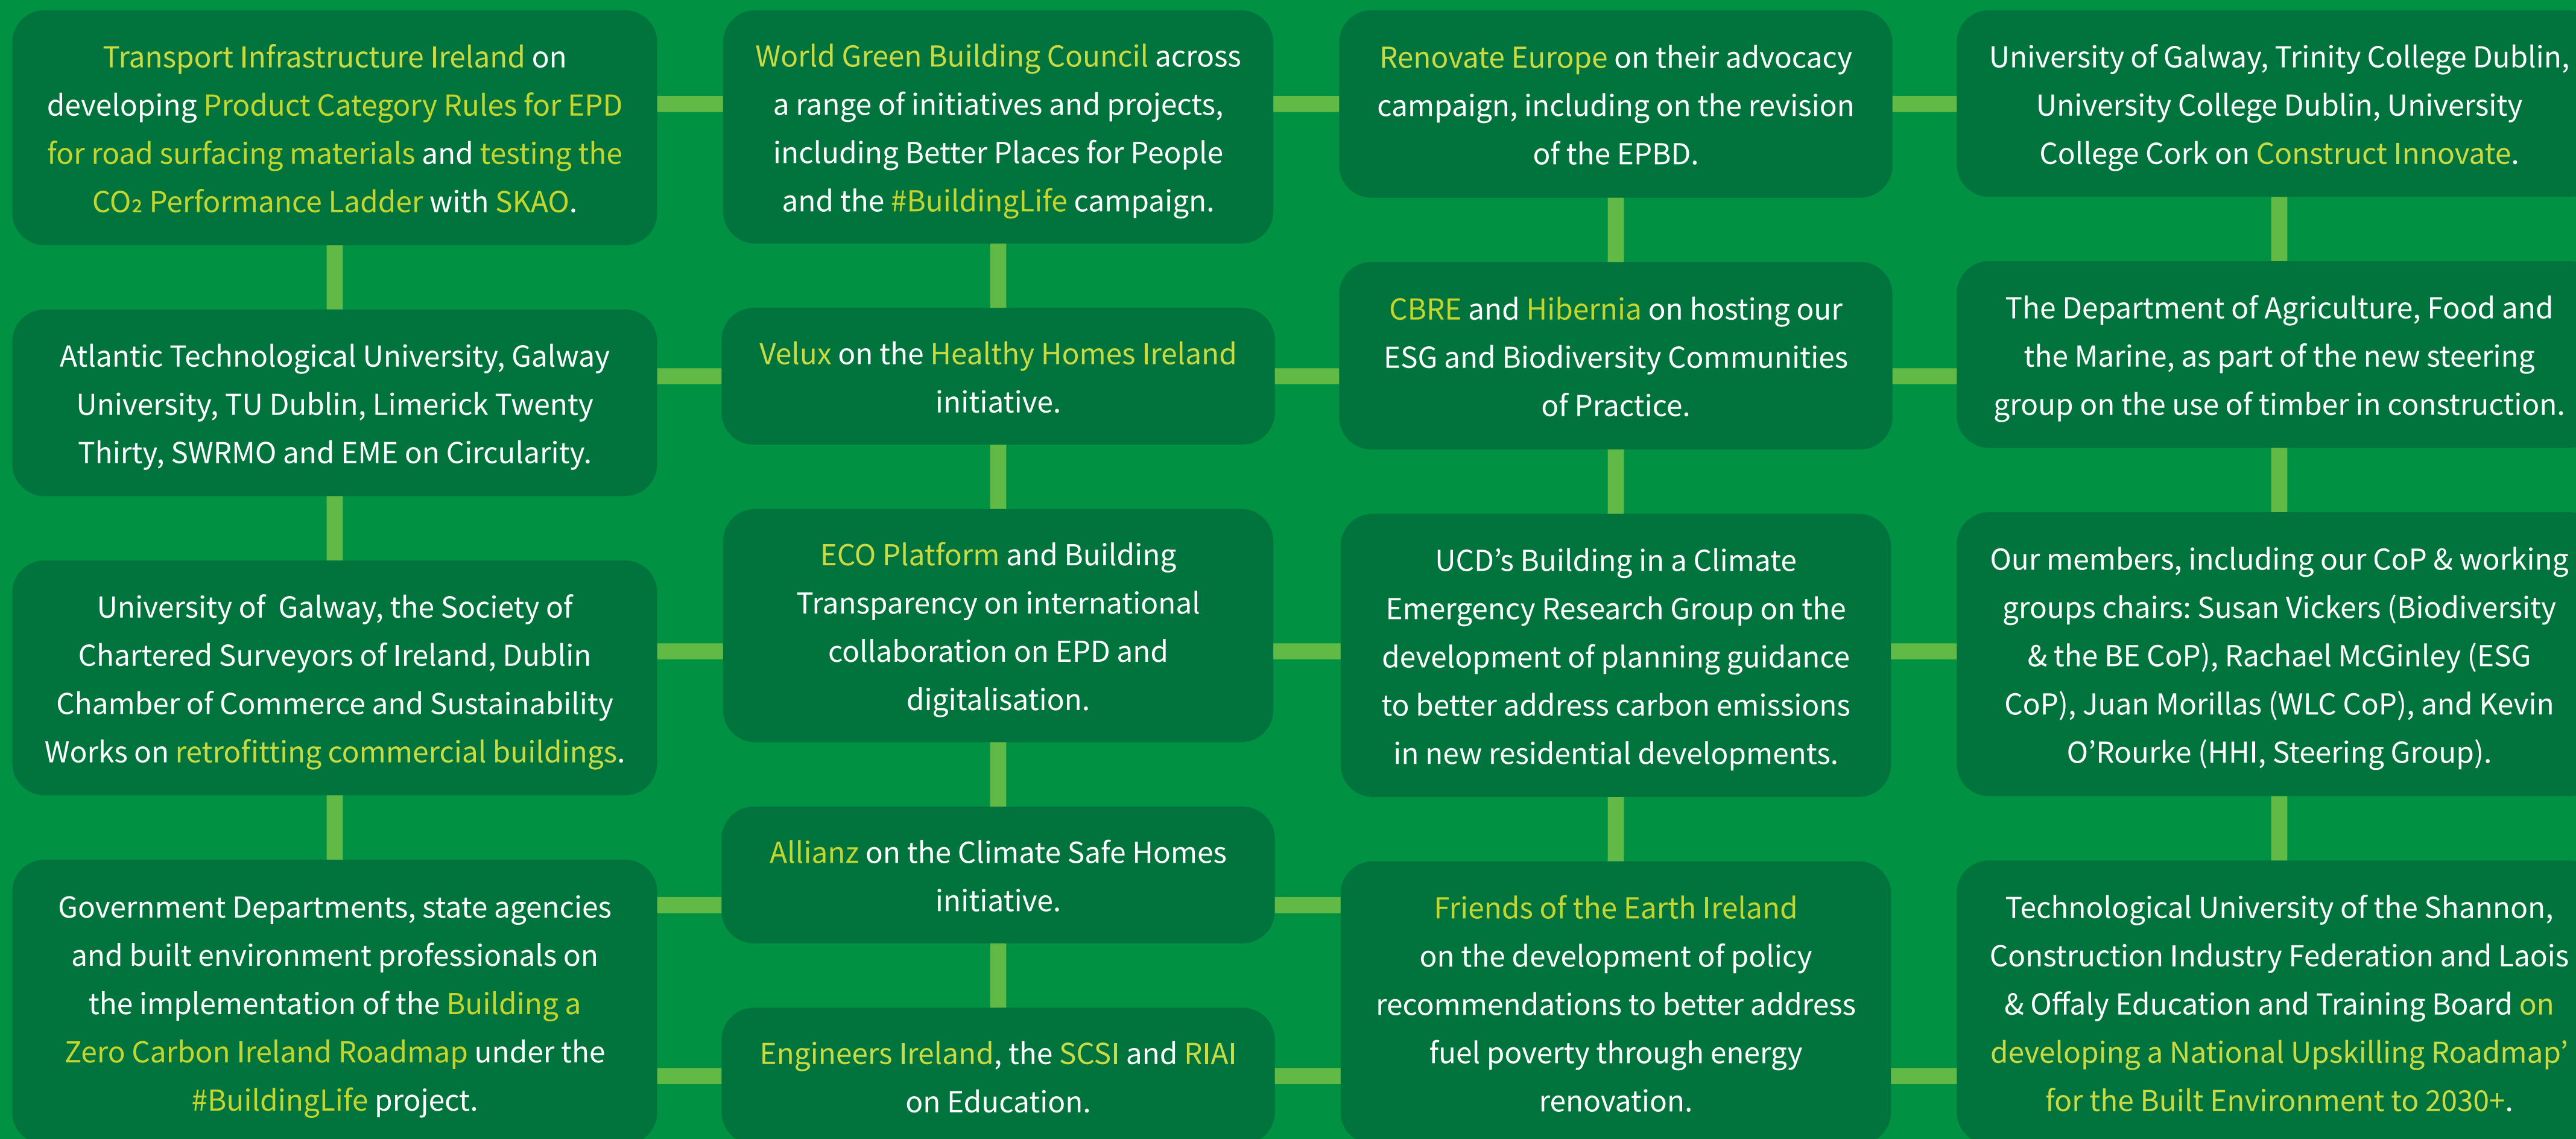 Transport Infrastructure Ireland on
developing Product Category Rules for EPD
for road surfacing materials and testing the
CO₂ Performance Ladder with SKAO.
Atlantic Technological University, Galway
University, TU Dublin, Limerick Twenty
Thirty, SWRMO and EME on Circularity.
University of  Galway, the Society of
Chartered Surveyors of Ireland, Dublin
Chamber of Commerce and Sustainability
Works on retrofitting commercial buildings.
Government Departments, state agencies
and built environment professionals on
the implementation of the Building a
Zero Carbon Ireland Roadmap under the
#BuildingLife project.
World Green Building Council across
a range of initiatives and projects,
including Better Places for People
and the #BuildingLife campaign.
Velux on the Healthy Homes Ireland
initiative.
ECO Platform and Building
Transparency on international
collaboration on EPD and
digitalisation.
Allianz on the Climate Safe Homes
initiative.
Engineers Ireland, the SCSI and RIAI
on Education.
Renovate Europe on their advocacy
campaign, including on the revision
of the EPBD.
CBRE and Hibernia on hosting our
ESG and Biodiversity Communities
of Practice.
UCD’s Building in a Climate
Emergency Research Group on the
development of planning guidance
to better address carbon emissions
in new residential developments.
Friends of the Earth Ireland
on the development of policy
recommendations to better address
fuel poverty through energy
renovation.
University of Galway, Trinity College Dublin,
University College Dublin, University
College Cork on Construct Innovate.
The Department of Agriculture, Food and
the Marine, as part of the new steering
group on the use of timber in construction.
Our members, including our CoP & working
groups chairs: Susan Vickers (Biodiversity
& the BE CoP), Rachael McGinley (ESG
CoP), Juan Morillas (WLC CoP), and Kevin
O’Rourke (HHI, Steering Group).
Technological University of the Shannon,
Construction Industry Federation and Laois
& Offaly Education and Training Board on
developing a National Upskilling Roadmap’
for the Built Environment to 2030+.